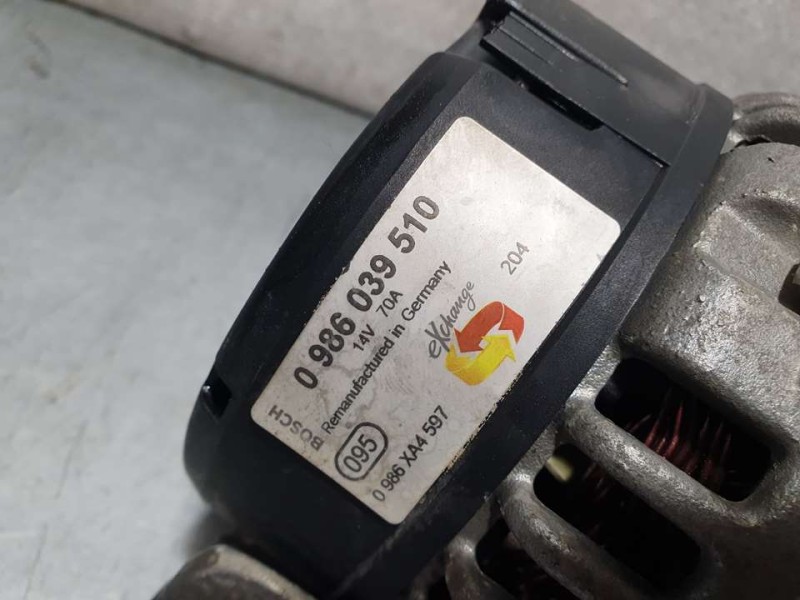 0 986 039 510
14V 70A
BOSCH Remanufactured in Germany
095
eXchange
204
0 986 XA4 597